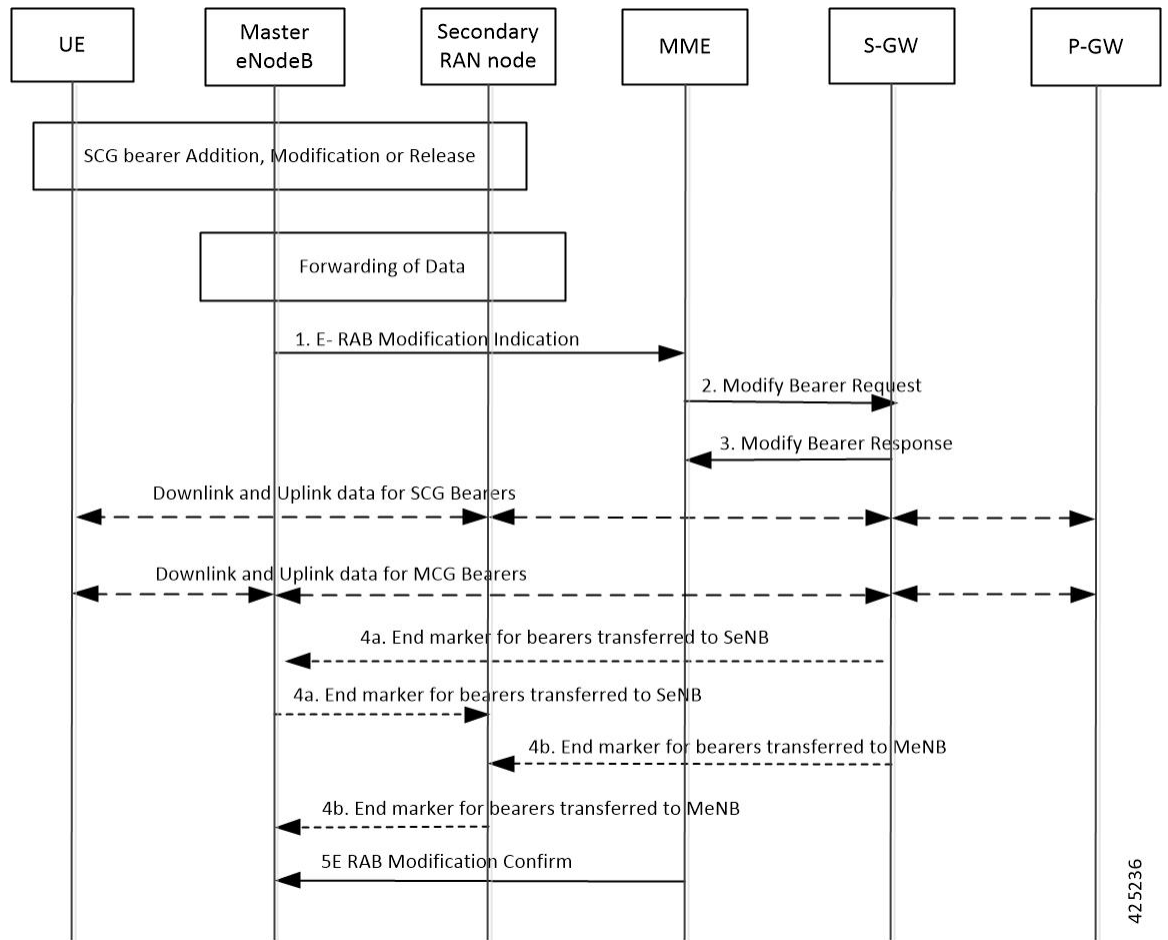 UE
Master
eNodeB
Secondary
RAN node
MME
S-GW
P-GW
SCG bearer Addition, Modification or Release
Forwarding of Data
1. E- RAB Modification Indication
2. Modify Bearer Request
3. Modify Bearer Response
Downlink and Uplink data for SCG Bearers
Downlink and Uplink data for MCG Bearers
4a. End marker for bearers transferred to SeNB
4a. End marker for bearers transferred to SeNB
4b. End marker for bearers transferred to MeNB
4b. End marker for bearers transferred to MeNB
5E RAB Modification Confirm
425236